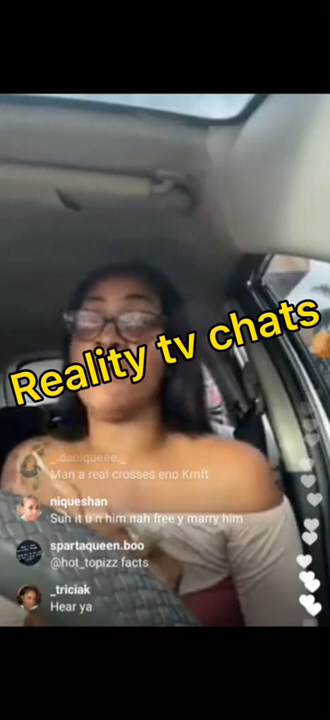 Reality tv chats
_.daniqueee._
Man a real crosses eno Kmft
niqueshan
Suh it u n him nah free y marry him
spartaqueen.boo
@hot_topizz facts
_triciak
Hear ya